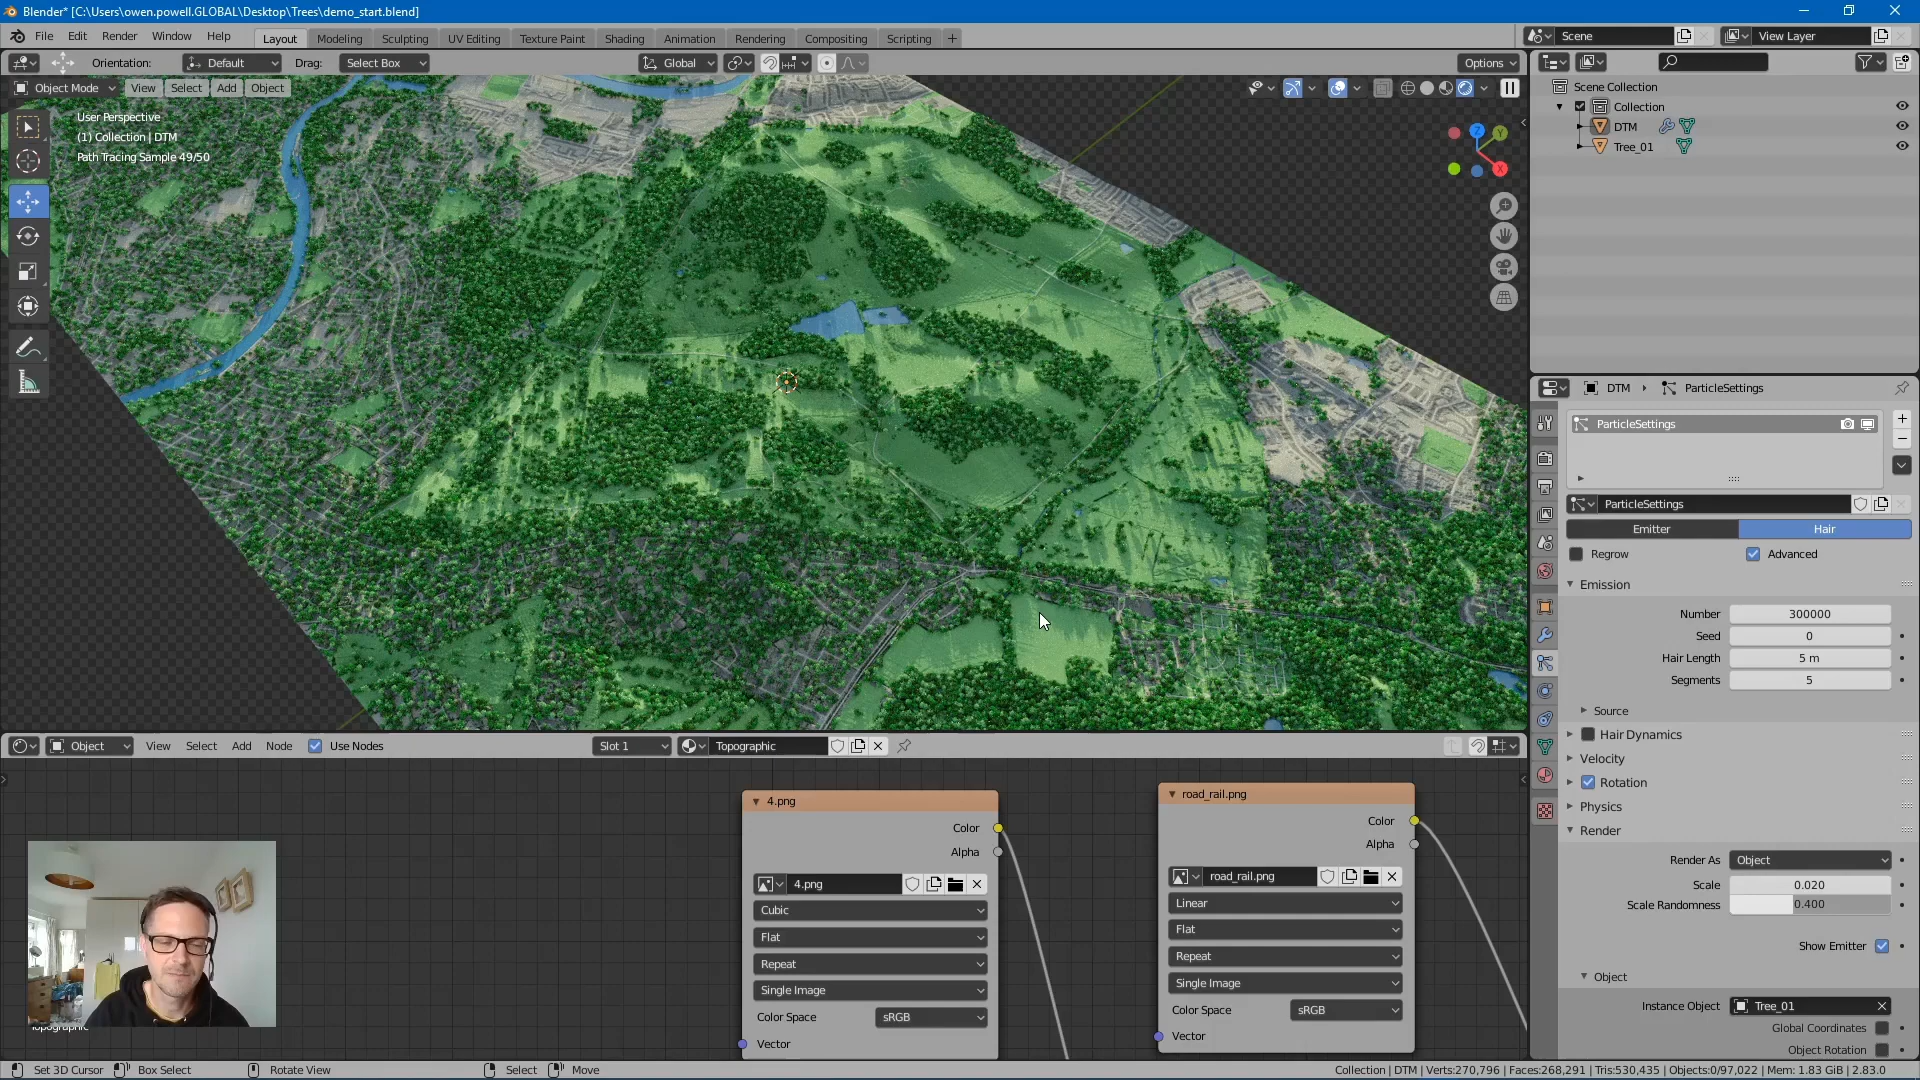 Blender* [C:\Users\owen.powell.GLOBAL\Desktop\Trees\demo_start.blend]
File Edit Render Window Help
Layout Modeling Sculpting UV Editing Texture Paint Shading Animation Rendering Compositing Scripting +
Scene
View Layer
Orientation: Default Drag: Select Box
Global
Options
Object Mode View Select Add Object
User Perspective
(1) Collection | DTM
Path Tracing Sample 49/50
Z
Y
X
Scene Collection
Collection
DTM
Tree_01
DTM ParticleSettings
ParticleSettings
ParticleSettings
Emitter Hair
Regrow Advanced
Emission
Number 300000
Seed 0
Hair Length 5 m
Segments 5
Source
Hair Dynamics
Velocity
Rotation
Physics
Render
Render As Object
Scale 0.020
Scale Randomness 0.400
Show Emitter
Object
Instance Object Tree_01
Global Coordinates
Object Rotation
Object View Select Add Node Use Nodes Slot 1 Topographic
4.png
Color
Alpha
4.png
Cubic
Flat
Repeat
Single Image
Color Space sRGB
Vector
road_rail.png
Color
Alpha
road_rail.png
Linear
Flat
Repeat
Single Image
Color Space sRGB
Vector
Topographic
Set 3D Cursor Box Select Rotate View Select Move
Collection | DTM | Verts:270,796 | Faces:268,291 | Tris:530,435 | Objects:0/97,022 | Mem: 1.83 GiB | 2.83.0